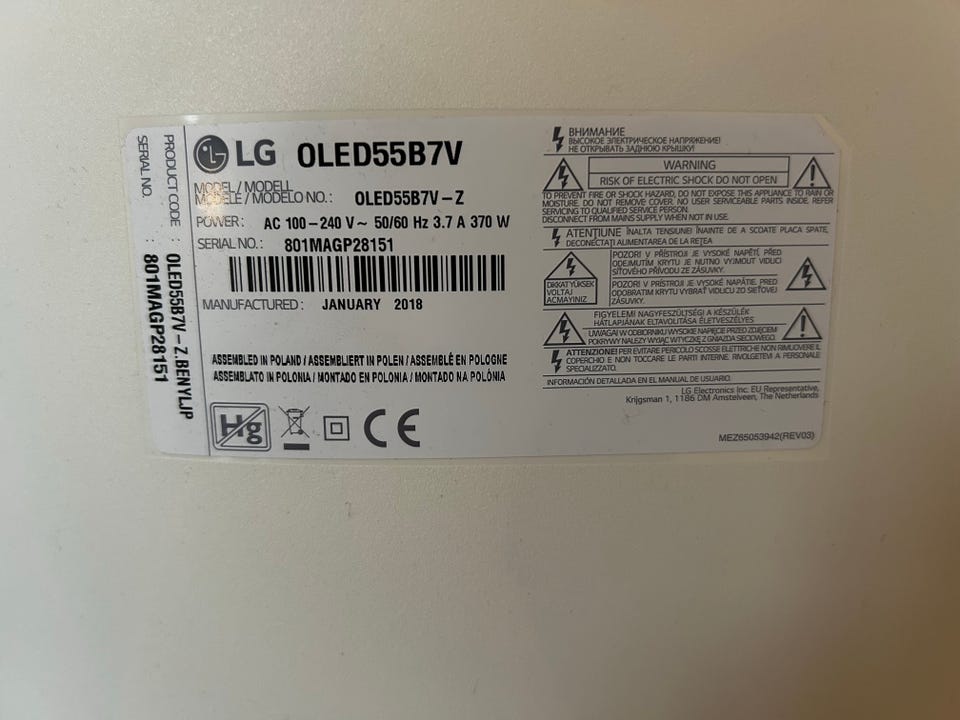 PRODUCT CODE : OLED55B7V-Z.BENYLJP
SERIAL NO. : 801MAGP28151
LG OLED55B7V
MODEL / MODELL
MODELE / MODELO NO.: OLED55B7V-Z
POWER: AC 100-240 V~ 50/60 Hz 3.7 A 370 W
SERIAL NO.: 801MAGP28151
MANUFACTURED: JANUARY 2018
ASSEMBLED IN POLAND / ASSEMBLIERT IN POLEN / ASSEMBLÉ EN POLOGNE
ASSEMBLATO IN POLONIA / MONTADO EN POLONIA / MONTADO NA POLÓNIA
Hg
CE
ВНИМАНИЕ
ВЫСОКОЕ ЭЛЕКТРИЧЕСКОЕ НАПРЯЖЕНИЕ!
НЕ ОТКРЫВАТЬ ЗАДНЮЮ КРЫШКУ!
WARNING
RISK OF ELECTRIC SHOCK DO NOT OPEN
TO PREVENT FIRE OR SHOCK HAZARD, DO NOT EXPOSE THIS APPLIANCE TO RAIN OR
MOISTURE. DO NOT REMOVE COVER. NO USER SERVICEABLE PARTS INSIDE. REFER
SERVICING TO QUALIFIED SERVICE PERSON.
DISCONNECT FROM MAINS SUPPLY WHEN NOT IN USE.
ATENŢIUNE ÎNALTA TENSIUNE! ÎNAINTE DE A SCOATE PLACA SPATE,
DECONECTAŢI ALIMENTAREA DE LA REŢEA
DIKKAT YÜKSEK
VOLTAJ
AÇMAYINIZ
POZOR! V PŘÍSTROJI JE VYSOKÉ NAPĚTÍ, PŘED
ODEJMUTÍM KRYTU JE NUTNO VYJMOUT VIDLICI
SÍŤOVÉHO PŘÍVODU ZE ZÁSUVKY.
POZOR! V PRÍSTROJI JE VYSOKÉ NAPÄTIE. PRED
ODOBRATÍM KRYTU VYBRAŤ VIDLICU ZO SIEŤOVEJ
ZÁSUVKY.
FIGYELEM! NAGYFESZÜLTSÉG! A KÉSZÜLÉK
HÁTLAPJÁNAK ELTÁVOLÍTÁSA ÉLETVESZÉLYES.
UWAGA! W ODBIORNIKU WYSOKIE NAPIĘCIE PRZED ZDJĘCIEM
POKRYWY NALEŻY WYJĄĆ WTYCZKĘ Z GNIAZDA SIECIOWEGO.
ATTENZIONE! PER EVITARE PERICOLO SCOSSE ELETTRICHE NON RIMUOVERE IL
COPERCHIO E NON TOCCARE LE PARTI INTERNE. RIVOLGETEVI A PERSONALE
SPECIALIZZATO.
INFORMACIÓN DETALLADA EN EL MANUAL DE USUARIO.
LG Electronics Inc. EU Representative,
Krijgsman 1, 1186 DM Amstelveen, The Netherlands
MEZ65053942(REV03)